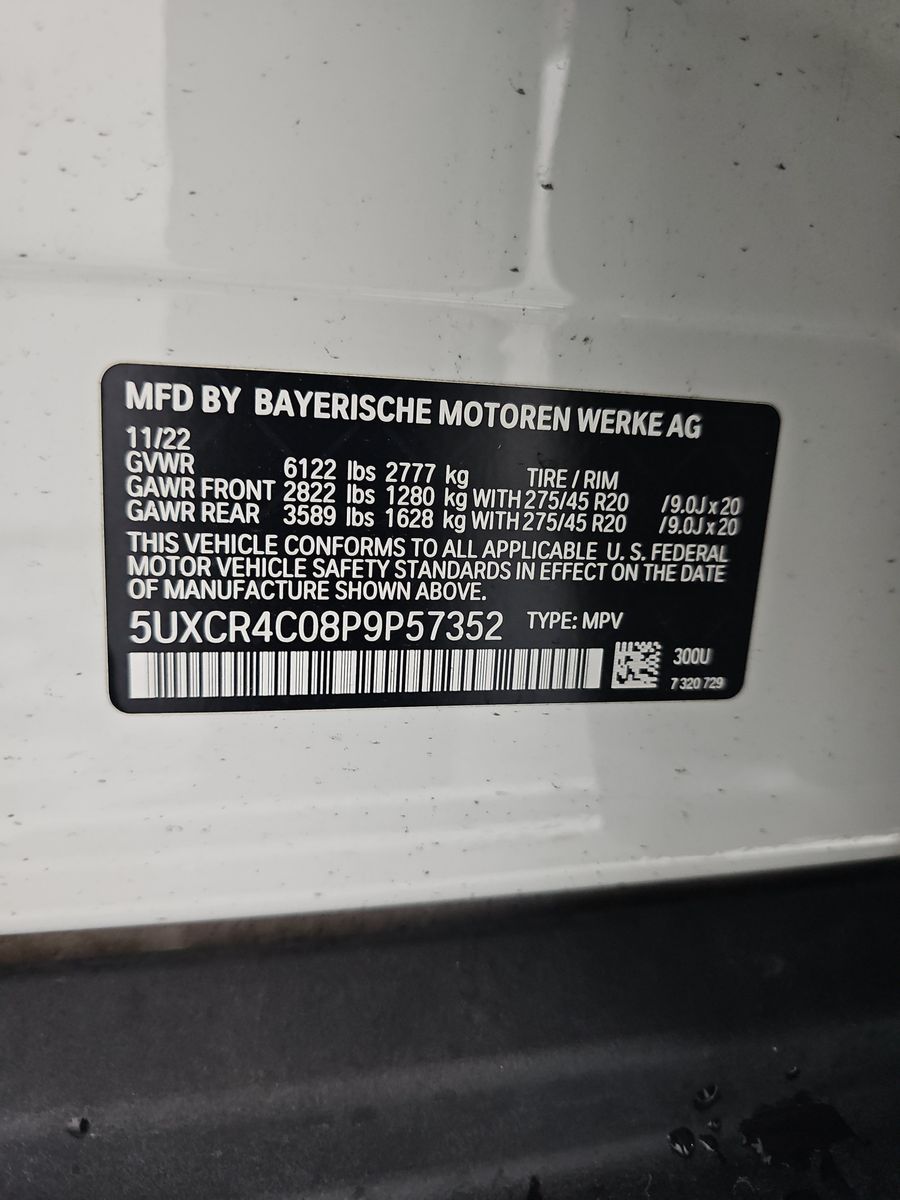 MFD BY BAYERISCHE MOTOREN WERKE AG
11/22
GVWR 6122 lbs 2777 kg TIRE / RIM
GAWR FRONT 2822 lbs 1280 kg WITH 275/45 R20 /9.0J x 20
GAWR REAR 3589 lbs 1628 kg WITH 275/45 R20 /9.0J x 20
THIS VEHICLE CONFORMS TO ALL APPLICABLE U. S. FEDERAL
MOTOR VEHICLE SAFETY STANDARDS IN EFFECT ON THE DATE
OF MANUFACTURE SHOWN ABOVE.
5UXCR4C08P9P57352 TYPE: MPV
300U
7 320 729